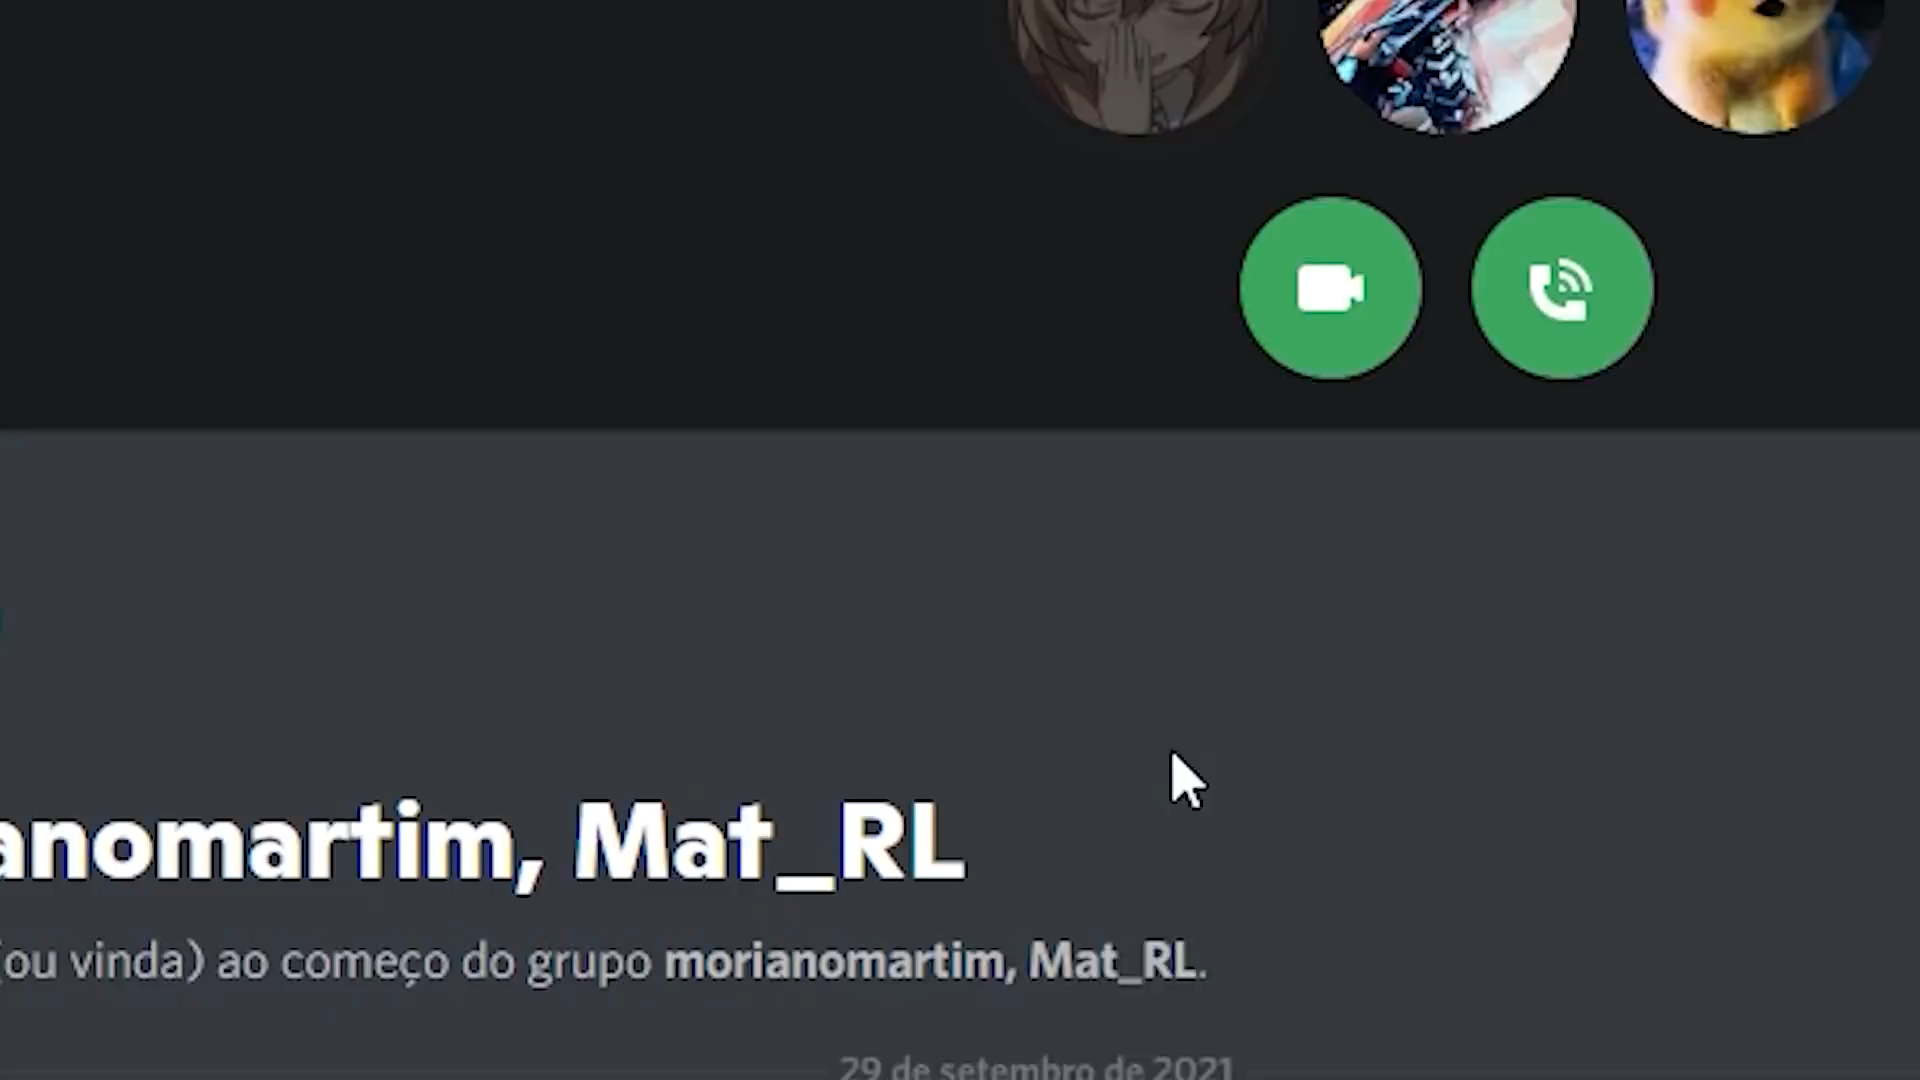 anomartim, Mat_RL
(ou vinda) ao começo do grupo morianomartim, Mat_RL.
29 de setembro de 2021